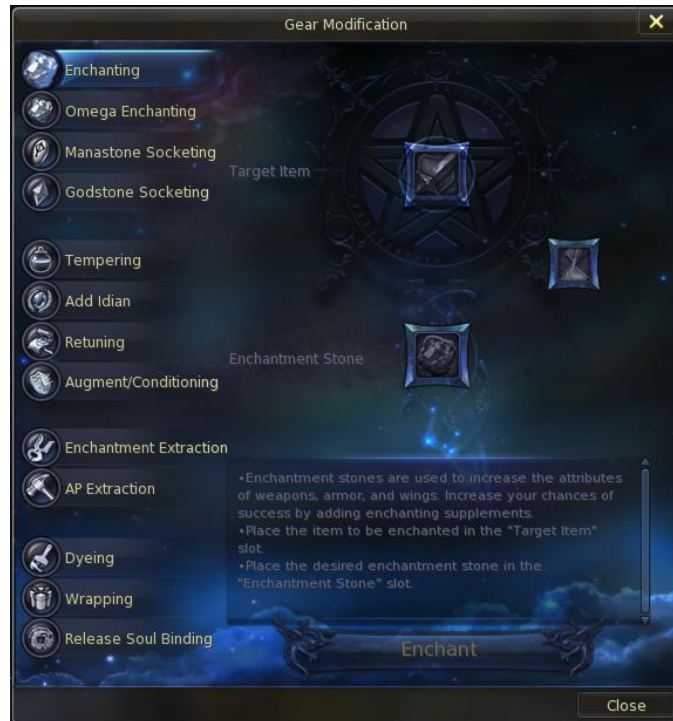 Gear Modification
Enchanting
Omega Enchanting
Manastone Socketing
Godstone Socketing
Tempering
Add Idian
Retuning
Augment/Conditioning
Enchantment Extraction
AP Extraction
Dyeing
Wrapping
Release Soul Binding
Target Item
Enchantment Stone
•Enchantment stones are used to increase the attributes
of weapons, armor, and wings. Increase your chances of
success by adding enchanting supplements.
•Place the item to be enchanted in the "Target Item"
slot.
•Place the desired enchantment stone in the
"Enchantment Stone" slot.
Enchant
Close